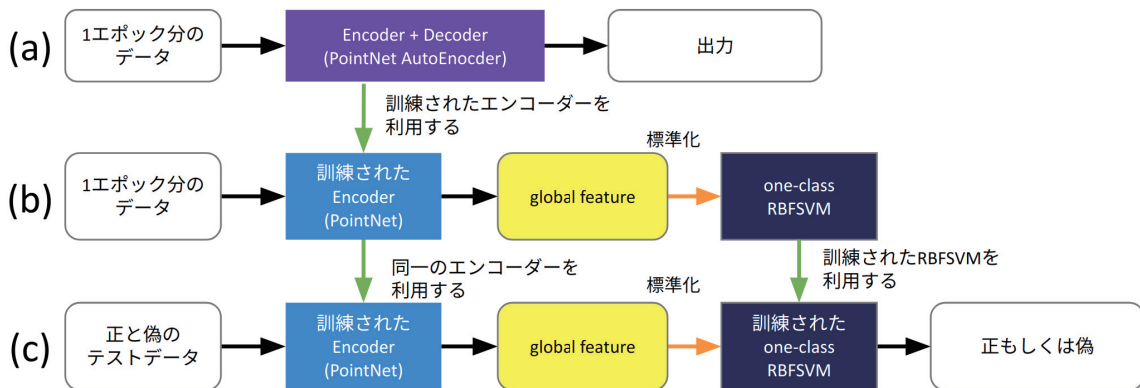 (a)
1エポック分の
データ
Encoder + Decoder
(PointNet AutoEnocder)
出力
訓練されたエンコーダーを
利用する
(b)
1エポック分の
データ
訓練された
Encoder
(PointNet)
global feature
標準化
one-class
RBFSVM
同一のエンコーダーを
利用する
訓練されたRBFSVMを
利用する
(c)
正と偽の
テストデータ
訓練された
Encoder
(PointNet)
global feature
標準化
訓練された
one-class
RBFSVM
正もしくは偽